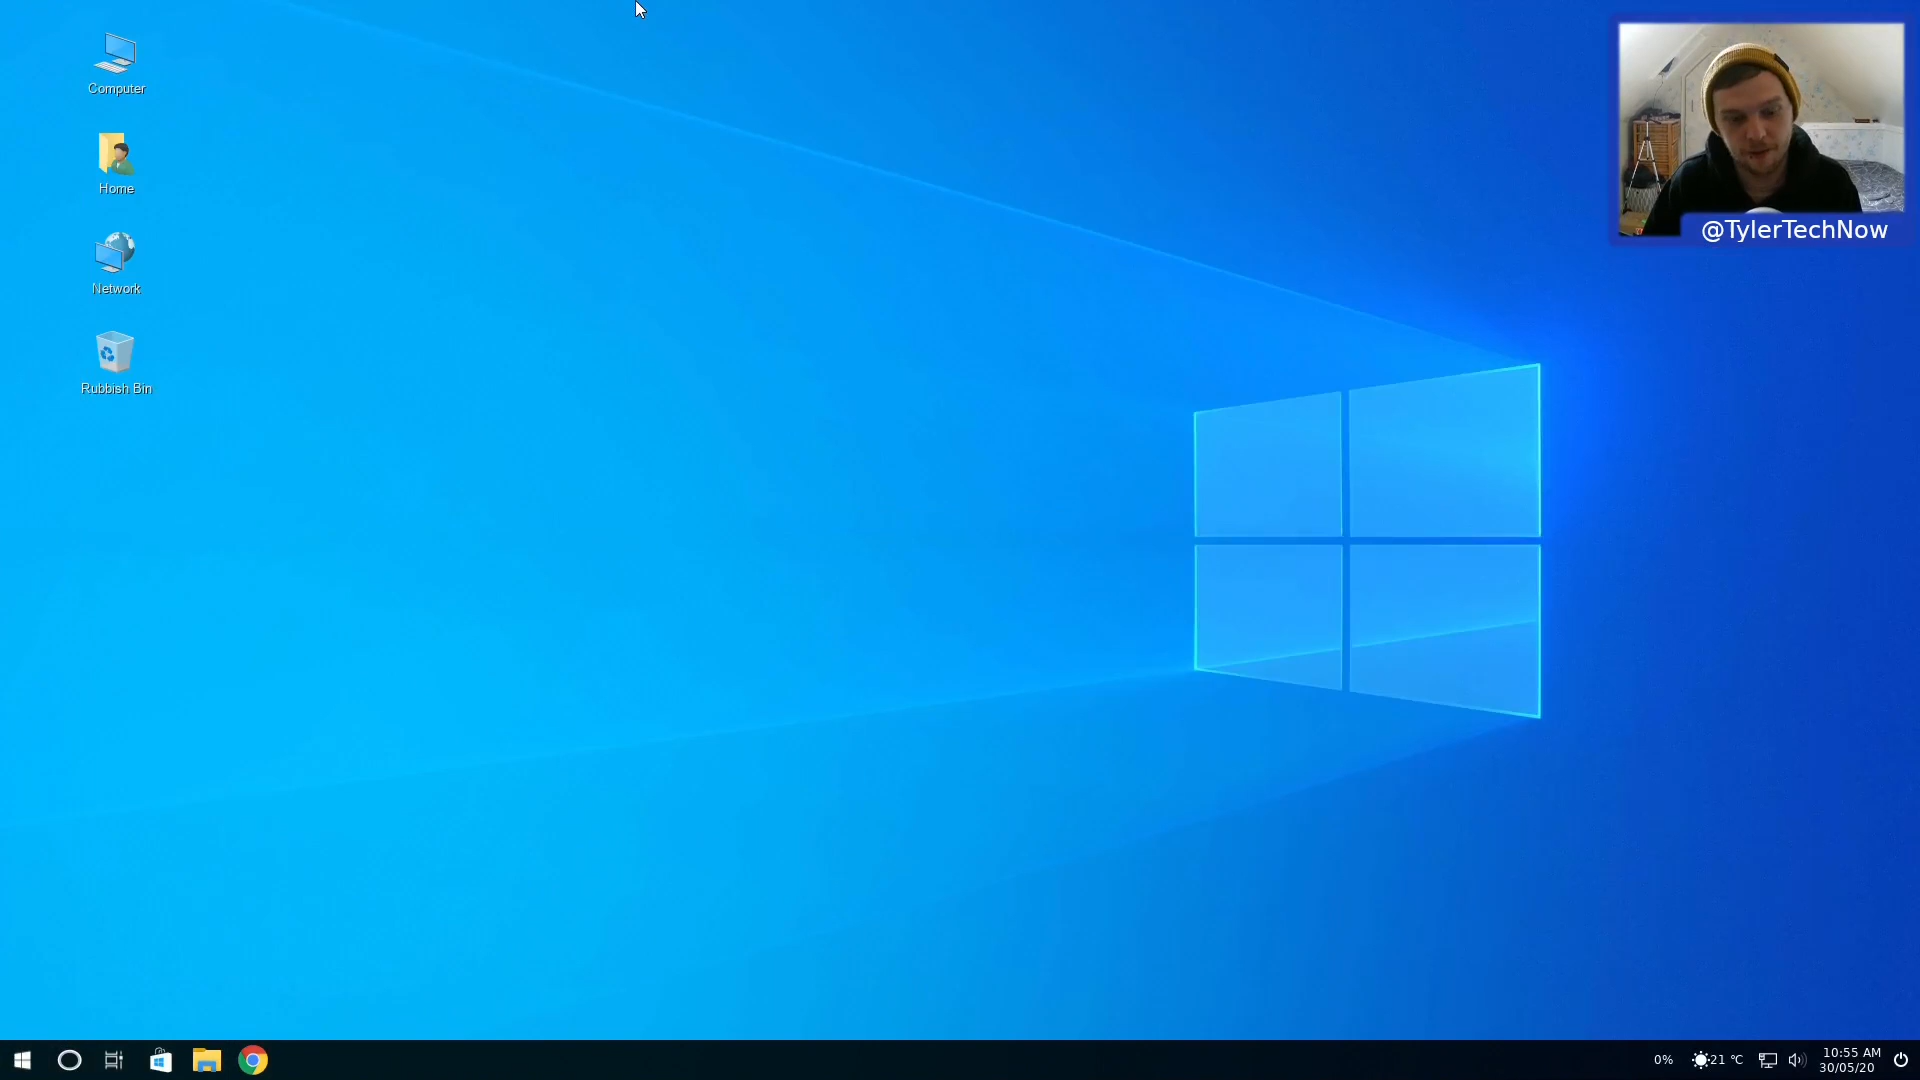 Computer
Home
Network
Rubbish Bin
@TylerTechNow
0%
21 °C
10:55 AM
30/05/20